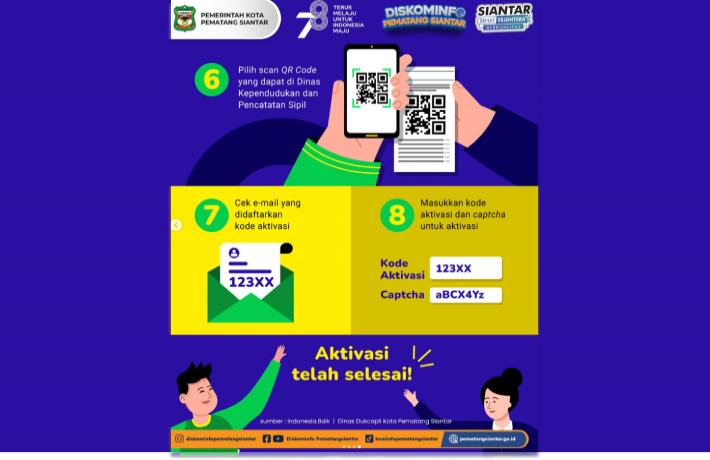 PEMERINTAH KOTA
PEMATANG SIANTAR
78
TERUS
MELAJU
UNTUK
INDONESIA
MAJU
DISKOMINFO
PEMATANG SIANTAR
SIANTAR
SEHAT SEJAHTERA
6
Pilih scan QR Code
yang dapat di Dinas
Kependudukan dan
Pencatatan Sipil
7
Cek e-mail yang
didaftarkan
kode aktivasi
123XX
8
Masukkan kode
aktivasi dan captcha
untuk aktivasi
Kode
Aktivasi
123XX
Captcha
aBCX4Yz
Aktivasi
telah selesai!
sumber : Indonesia.Baik | Dinas Dukcapil Kota Pematang Siantar
diskominfopematangsiantar
Diskominfo Pematangsiantar
kominfopematangsiantar
pematangsiantar.go.id